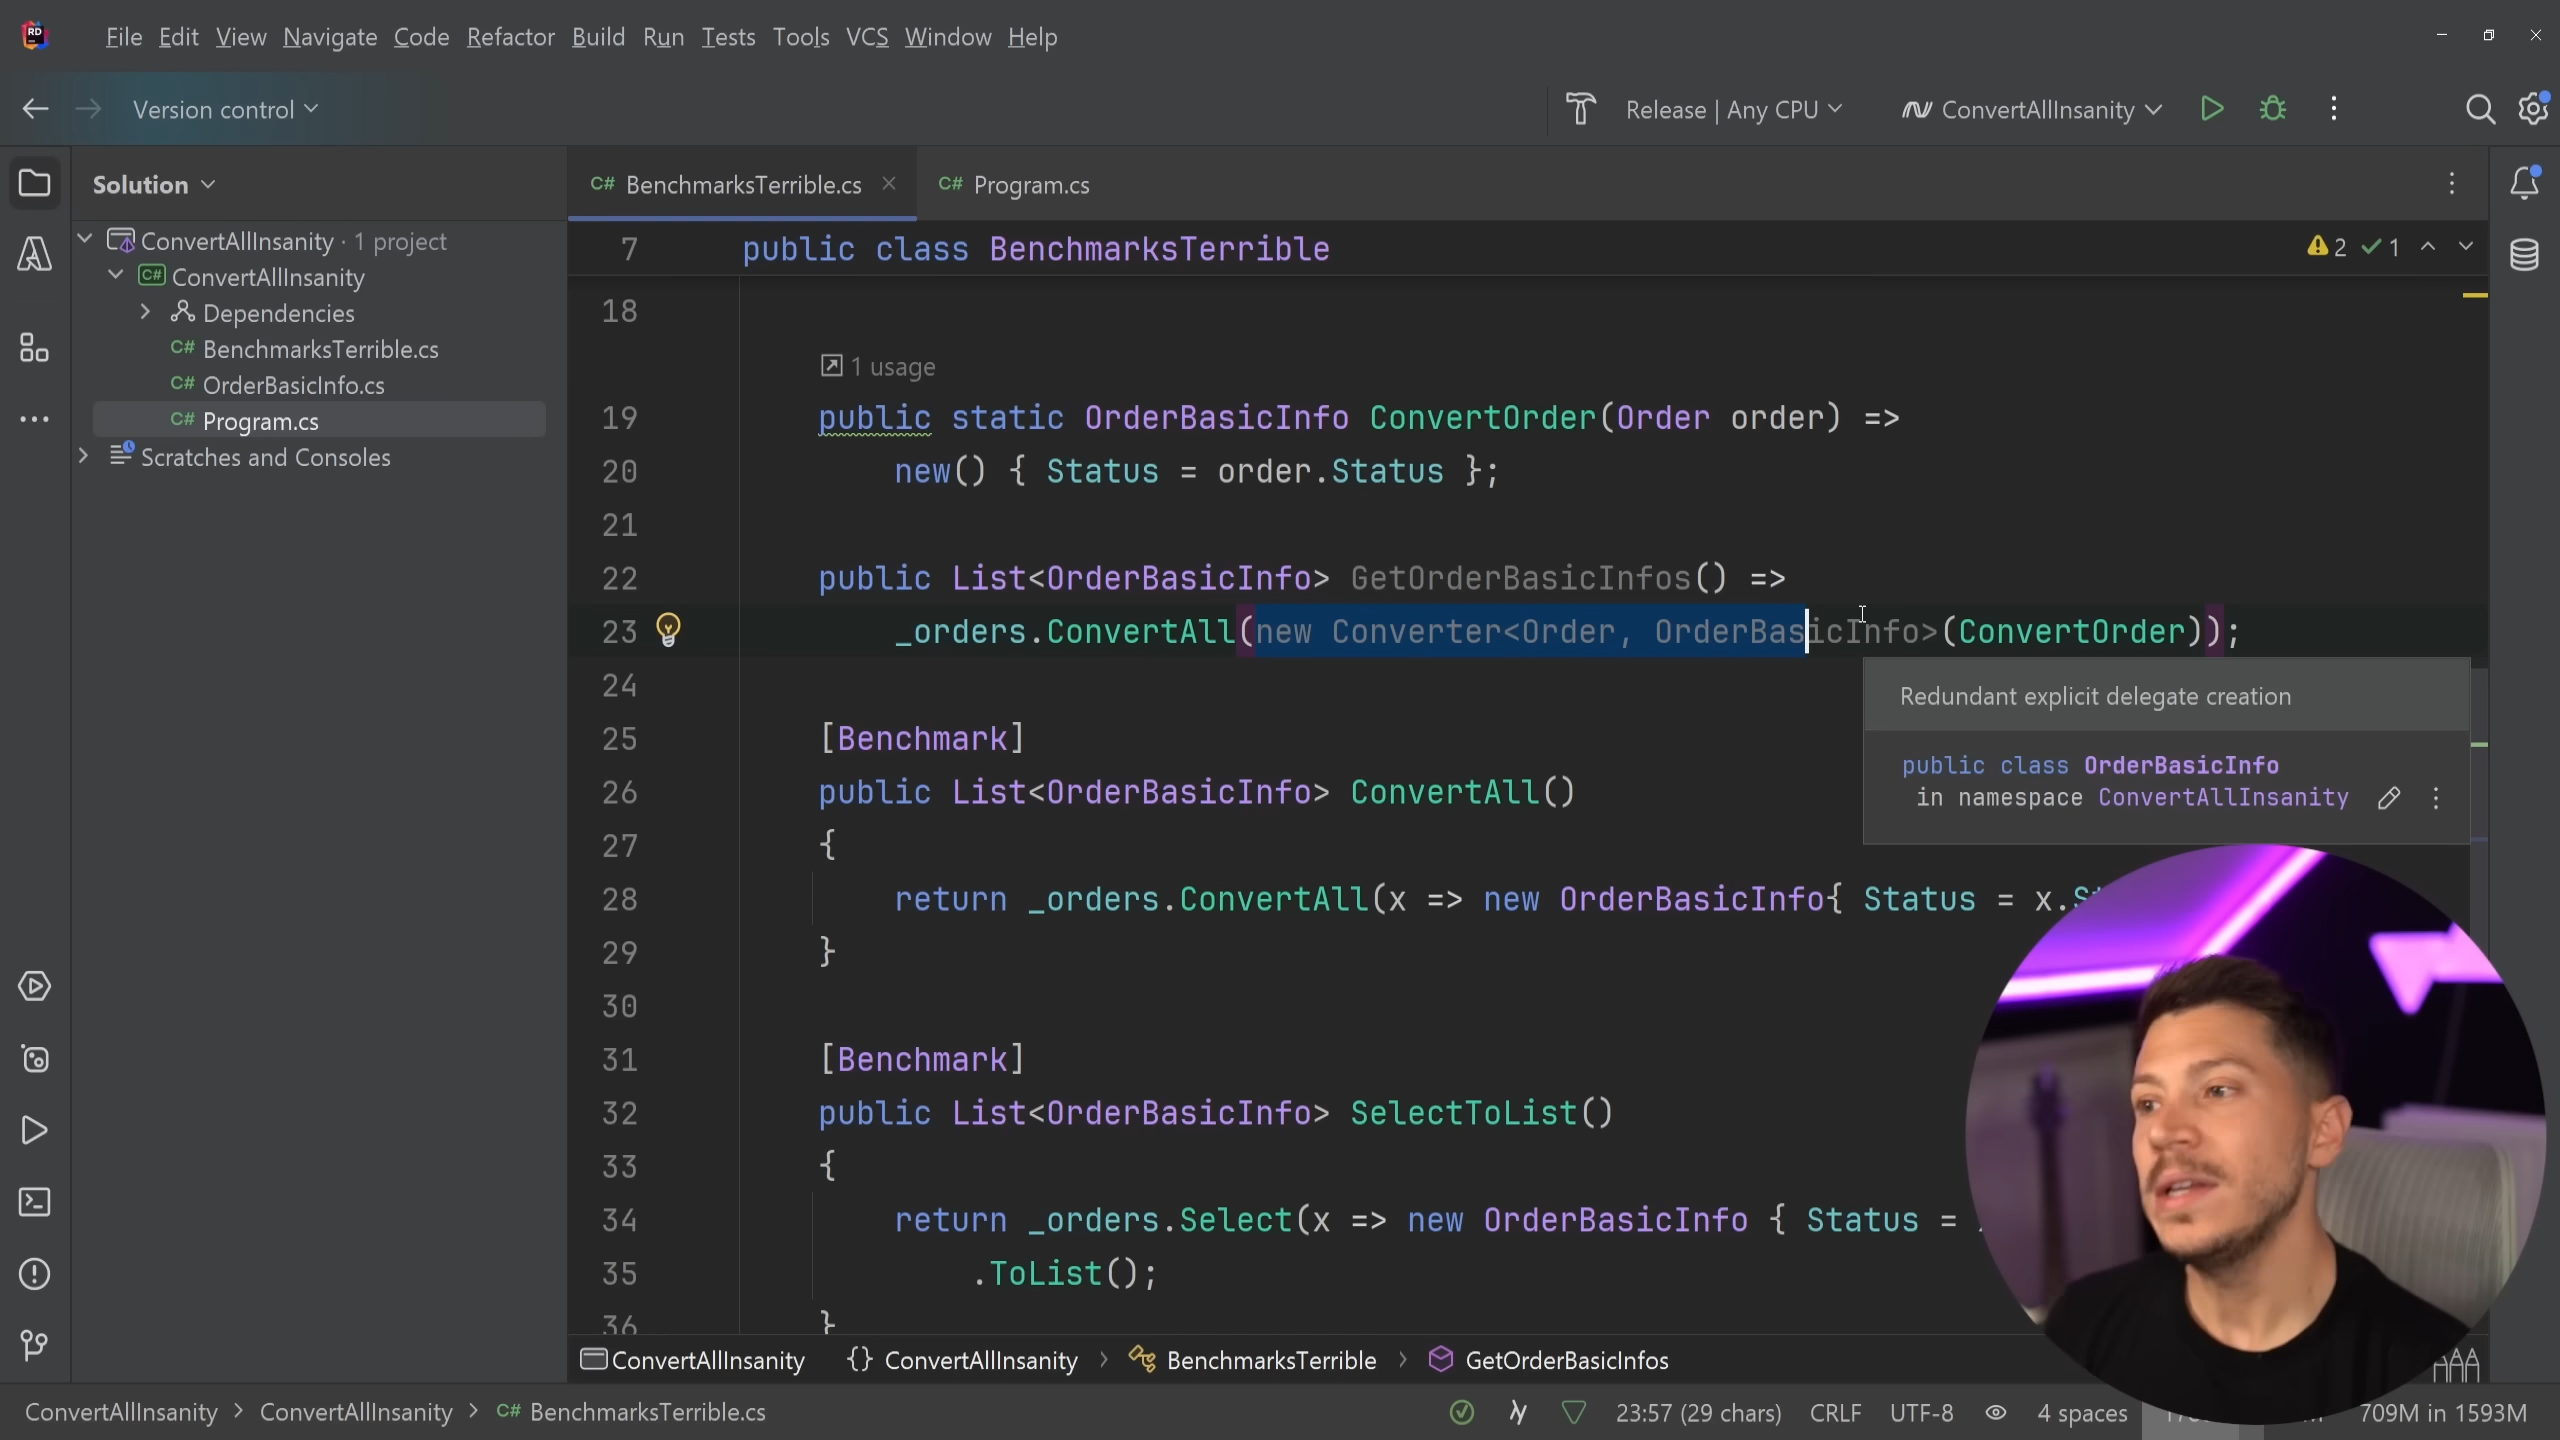 RD File Edit View Navigate Code Refactor Build Run Tests Tools VCS Window Help
Version control Release | Any CPU ConvertAllInsanity
Solution
C# BenchmarksTerrible.cs C# Program.cs
ConvertAllInsanity · 1 project
C# ConvertAllInsanity
Dependencies
C# BenchmarksTerrible.cs
C# OrderBasicInfo.cs
C# Program.cs
Scratches and Consoles
7 public class BenchmarksTerrible 2 1
18
1 usage
19 public static OrderBasicInfo ConvertOrder(Order order) =>
20 new() { Status = order.Status };
21
22 public List<OrderBasicInfo> GetOrderBasicInfos() =>
23 _orders.ConvertAll(new Converter<Order, OrderBasicInfo>(ConvertOrder));
24
Redundant explicit delegate creation
public class OrderBasicInfo
in namespace ConvertAllInsanity
25 [Benchmark]
26 public List<OrderBasicInfo> ConvertAll()
27 {
28 return _orders.ConvertAll(x => new OrderBasicInfo{ Status = x.
29 }
30
31 [Benchmark]
32 public List<OrderBasicInfo> SelectToList()
33 {
34 return _orders.Select(x => new OrderBasicInfo { Status =
35 .ToList();
36 }
ConvertAllInsanity {} ConvertAllInsanity BenchmarksTerrible GetOrderBasicInfos
ConvertAllInsanity ConvertAllInsanity C# BenchmarksTerrible.cs 23:57 (29 chars) CRLF UTF-8 4 spaces 709M in 1593M